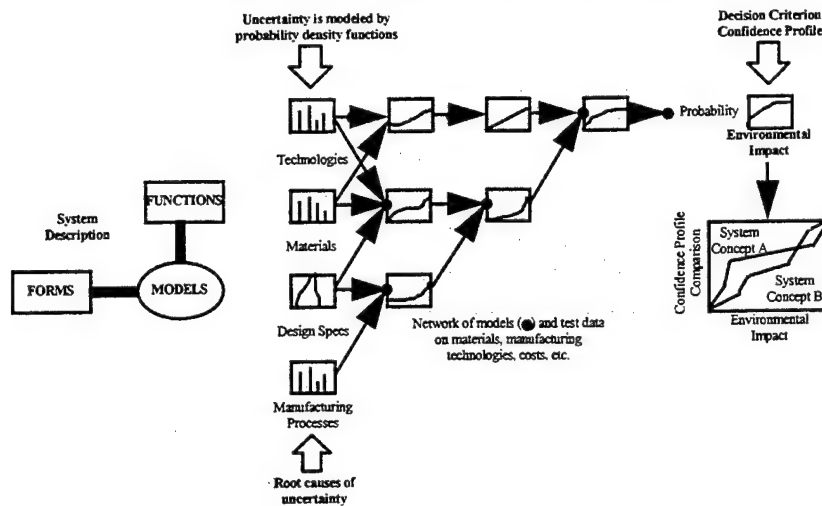 Uncertainty is modeled by
probability density functions
Decision Criterion
Confidence Profile
Probability
Environmental
Impact
Technologies
FUNCTIONS
System
Description
Materials
FORMS
MODELS
Design Specs
Network of models (●) and test data
on materials, manufacturing
technologies, costs, etc.
Manufacturing
Processes
Root causes of
uncertainty
Confidence Profile
Comparison
System
Concept A
System
Concept B
Environmental
Impact